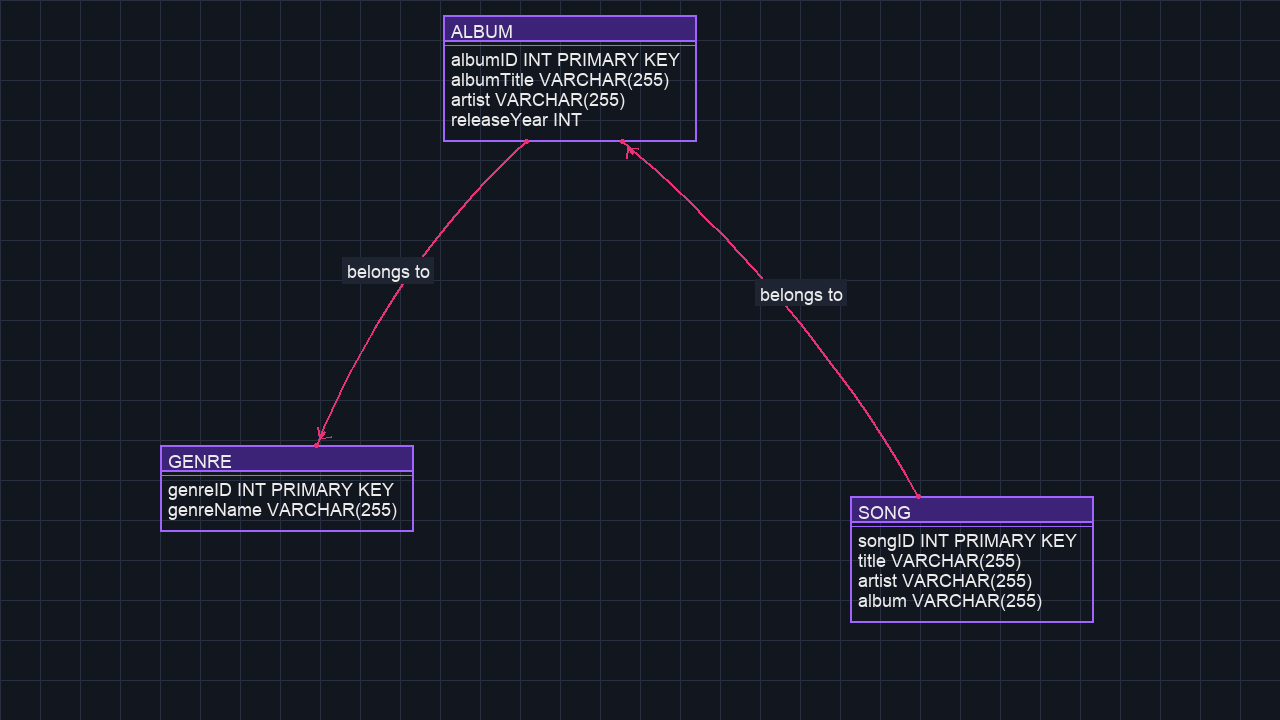 ALBUM
albumID INT PRIMARY KEY
albumTitle VARCHAR(255)
artist VARCHAR(255)
releaseYear INT
belongs to
belongs to
GENRE
genreID INT PRIMARY KEY
genreName VARCHAR(255)
SONG
songID INT PRIMARY KEY
title VARCHAR(255)
artist VARCHAR(255)
album VARCHAR(255)